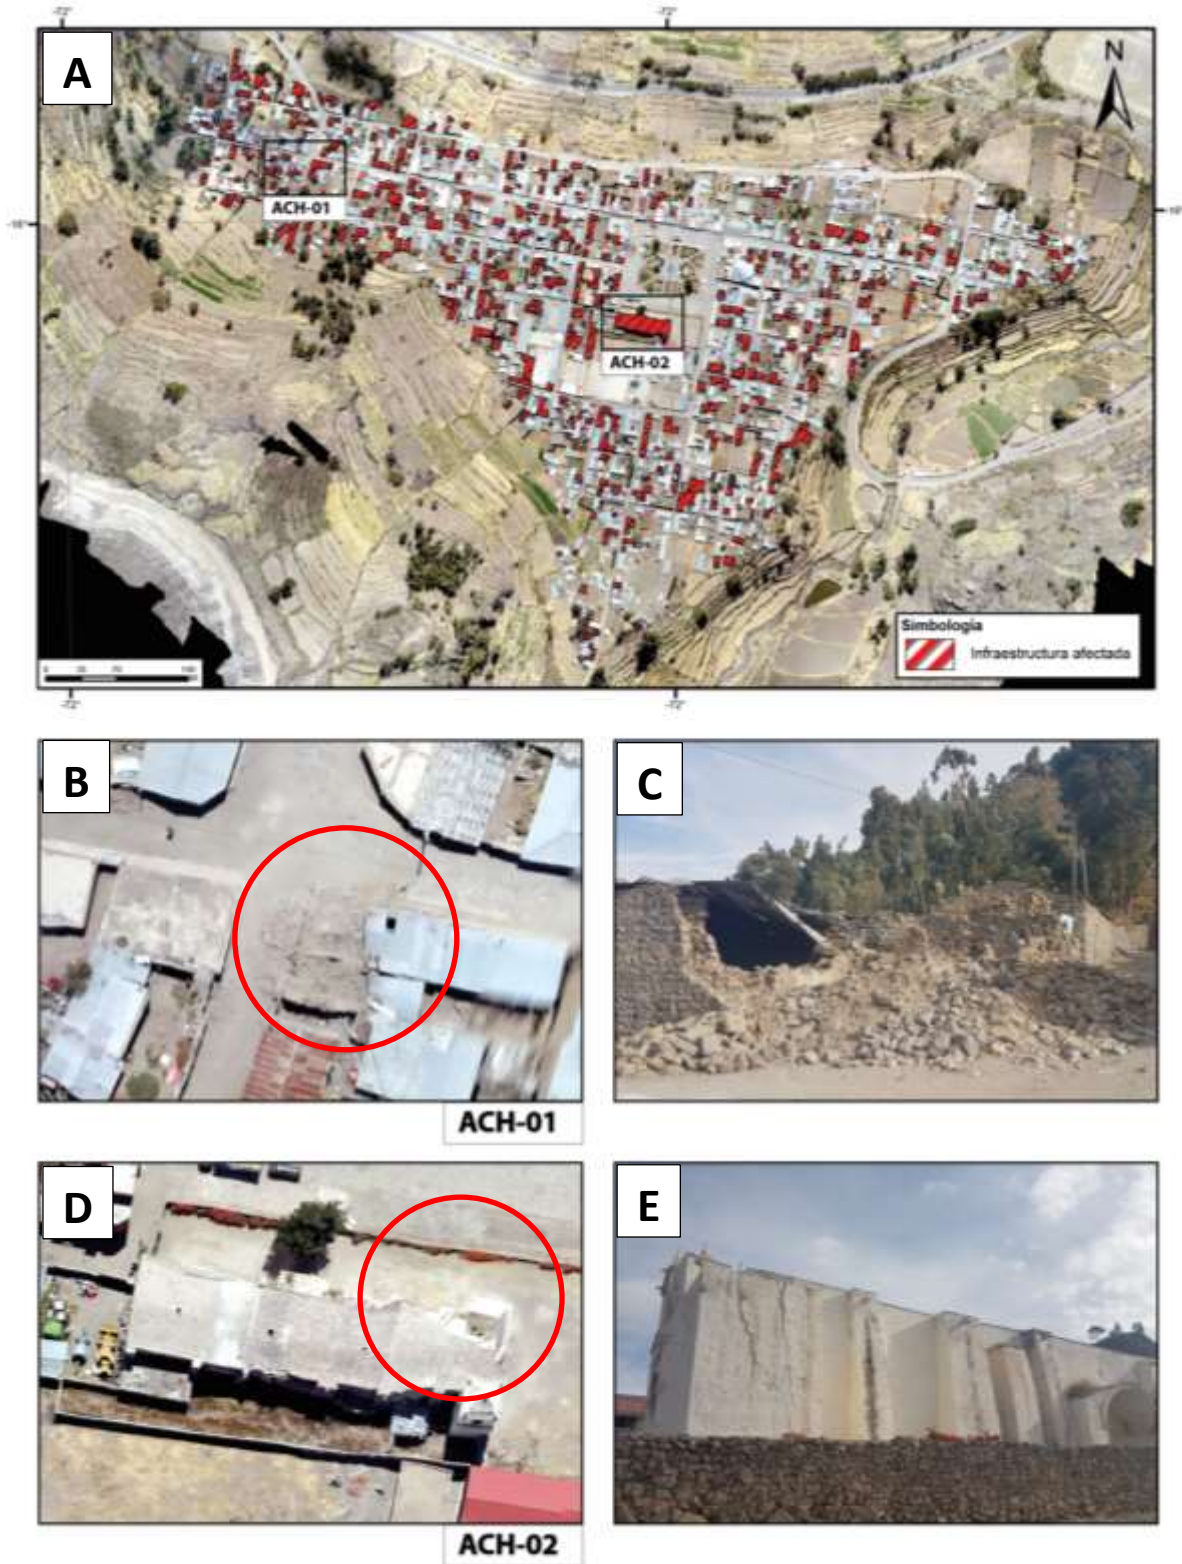 A
N
ACH-01
ACH-02
Simbología
Infraestructura afectada
B
C
ACH-01
D
E
ACH-02